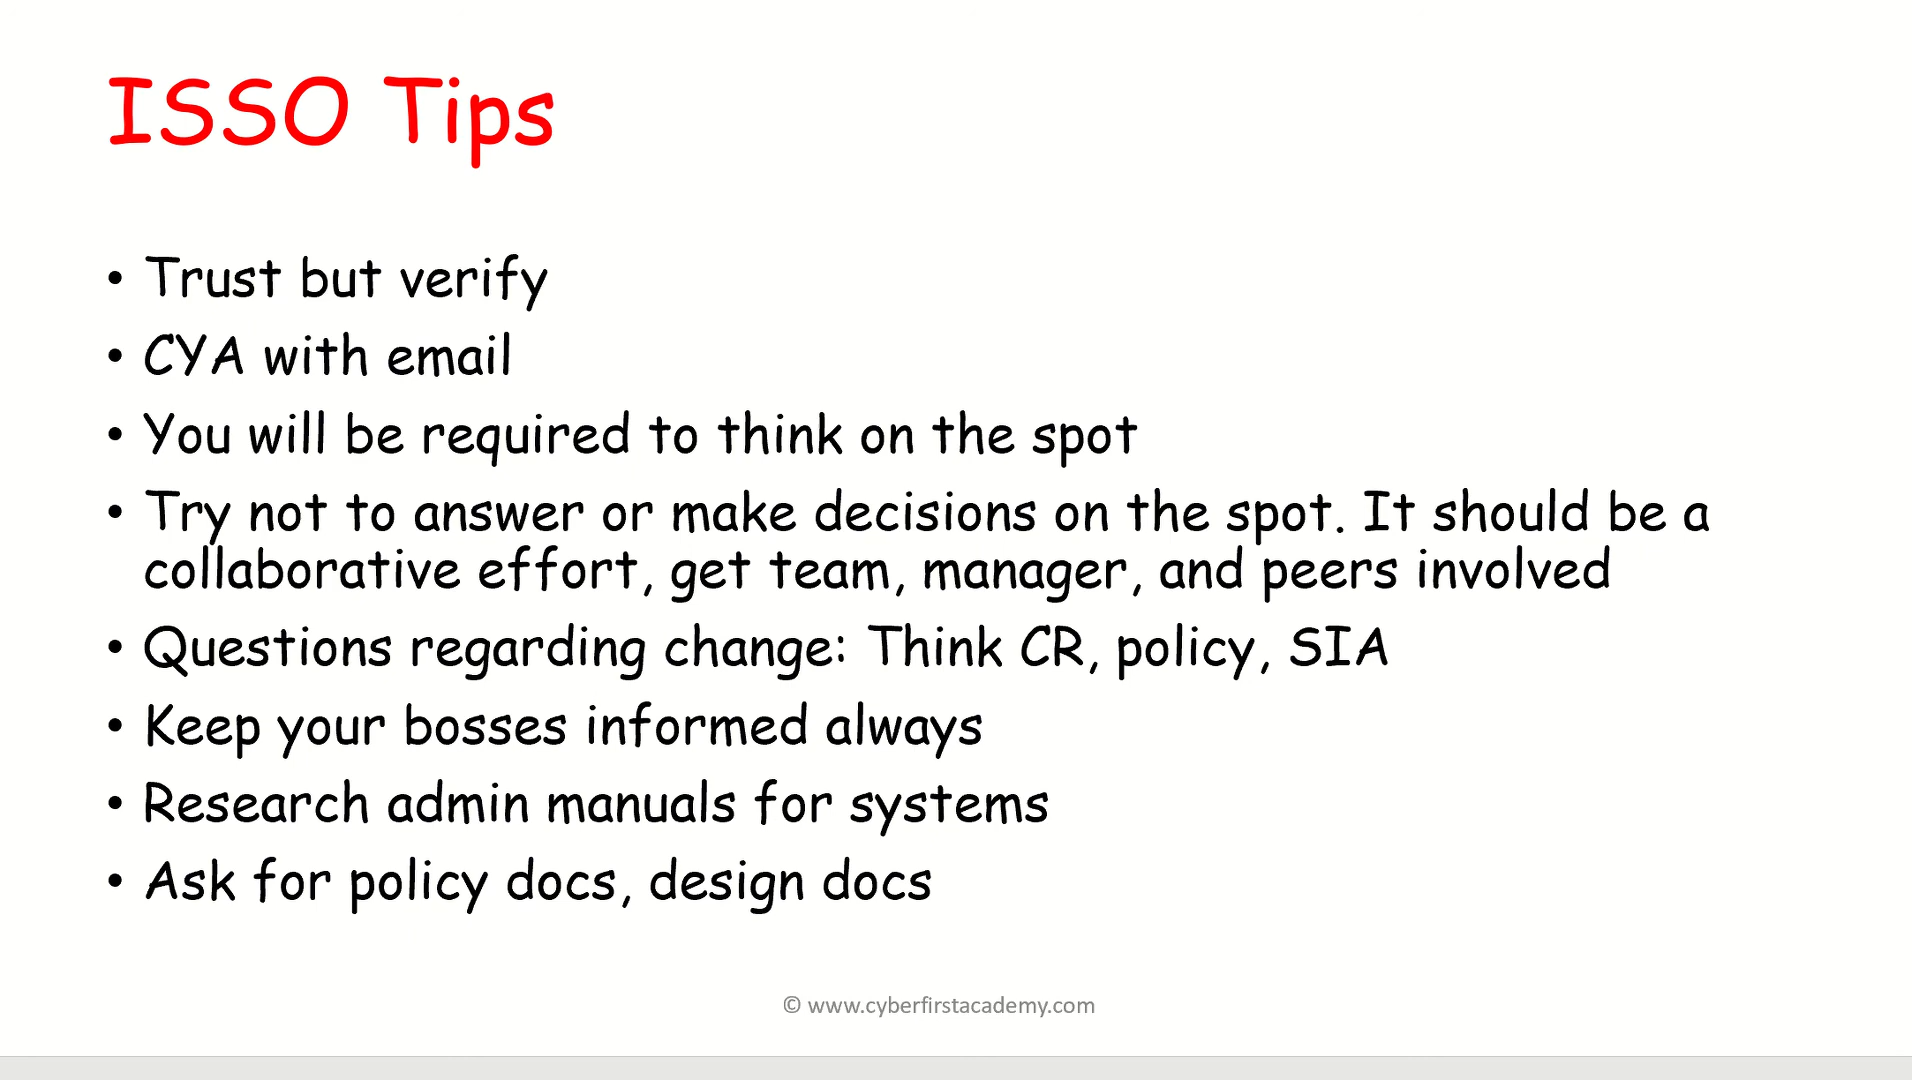 ISSO Tips
• Trust but verify
• CYA with email
• You will be required to think on the spot
• Try not to answer or make decisions on the spot. It should be a
collaborative effort, get team, manager, and peers involved
• Questions regarding change: Think CR, policy, SIA
• Keep your bosses informed always
• Research admin manuals for systems
• Ask for policy docs, design docs
© www.cyberfirstacademy.com